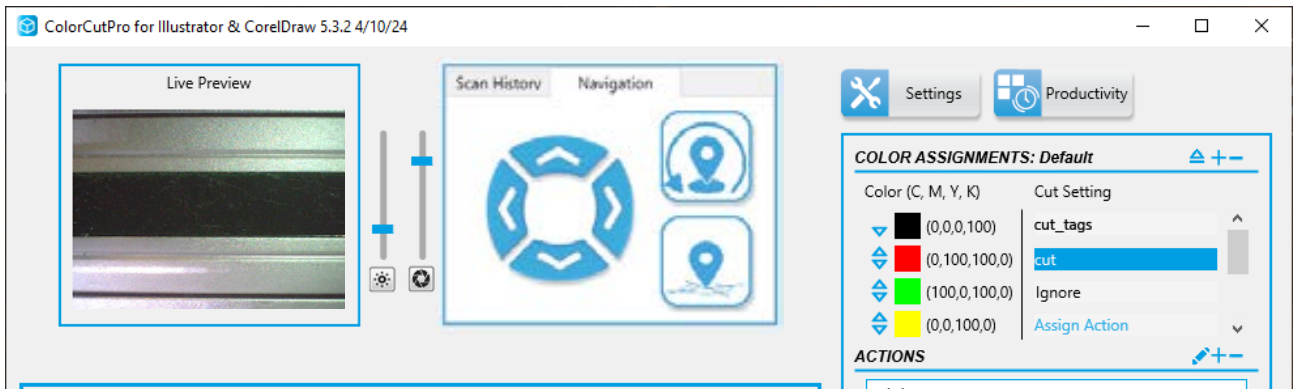 ColorCutPro for Illustrator & CorelDraw 5.3.2 4/10/24
Live Preview
Scan History
Navigation
Settings
Productivity
COLOR ASSIGNMENTS: Default
Color (C, M, Y, K)
Cut Setting
(0,0,0,100)
cut_tags
(0,100,100,0)
cut
(100,0,100,0)
Ignore
(0,0,100,0)
Assign Action
ACTIONS